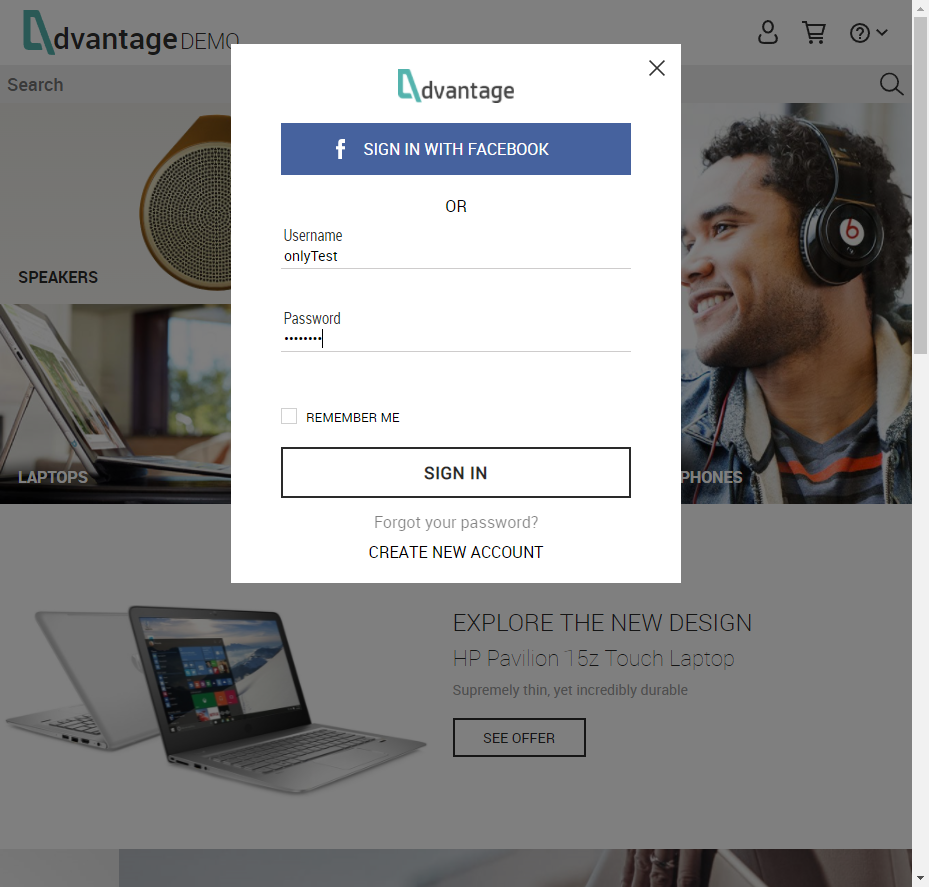 dvantage DEMO
Search
dvantage
SIGN IN WITH FACEBOOK
OR
Username
onlyTest
SPEAKERS
Password
••••••••
REMEMBER ME
SIGN IN
LAPTOPS
PHONES
Forgot your password?
CREATE NEW ACCOUNT
EXPLORE THE NEW DESIGN
HP Pavilion 15z Touch Laptop
Supremely thin, yet incredibly durable
SEE OFFER